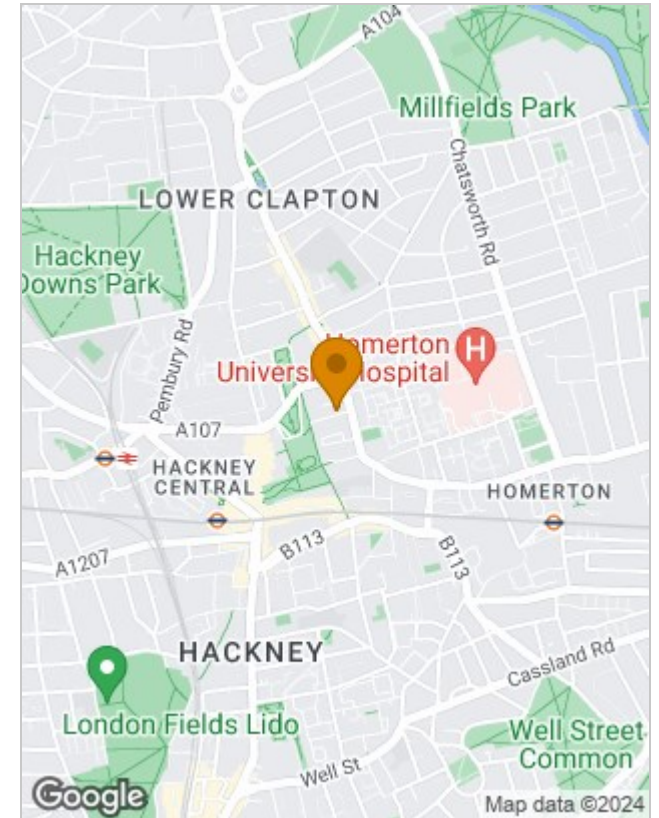 A104
Millfields Park
Chatsworth Rd
LOWER CLAPTON
Hackney
Downs Park
Pembury Rd
Homerton
University Hospital
H
A107
HACKNEY
CENTRAL
HOMERTON
B113
B113
A1207
HACKNEY
Cassland Rd
London Fields Lido
Well Street
Common
Well St
Google
Map data ©2024